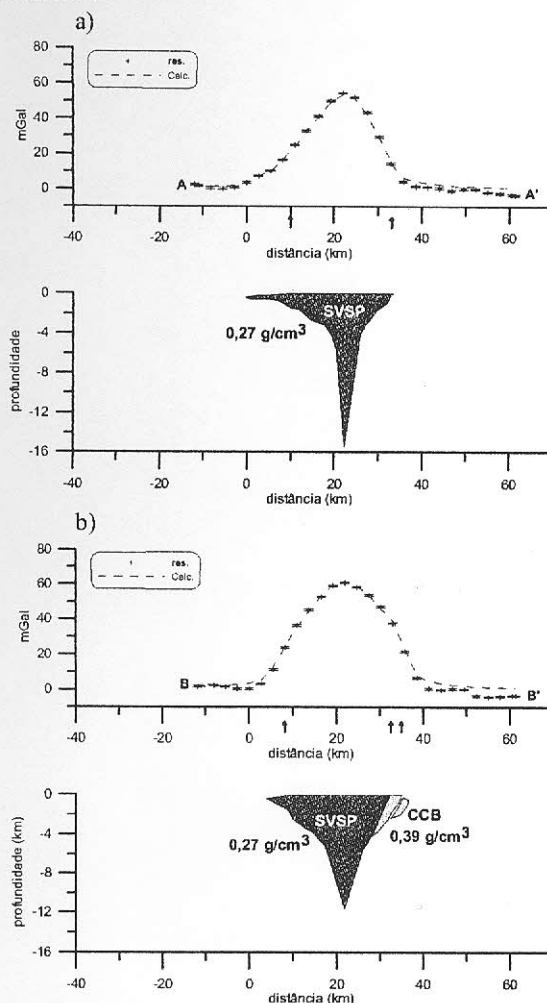 a)
80
60
40
20
0
mGal
res.
Calc.
A
A'
-40 -20 0 20 40 60
distância (km)
0
-4
-8
-12
-16
profundidade
SVSP
0,27 g/cm³
-40 -20 0 20 40 60
distância (km)
b)
80
60
40
20
0
mGal
res.
Calc.
B
B'
-40 -20 0 20 40 60
distância (km)
0
-4
-8
-12
-16
profundidade (km)
SVSP
CCB
0,27 g/cm³
0,39 g/cm³
-40 -20 0 20 40 60
distância (km)